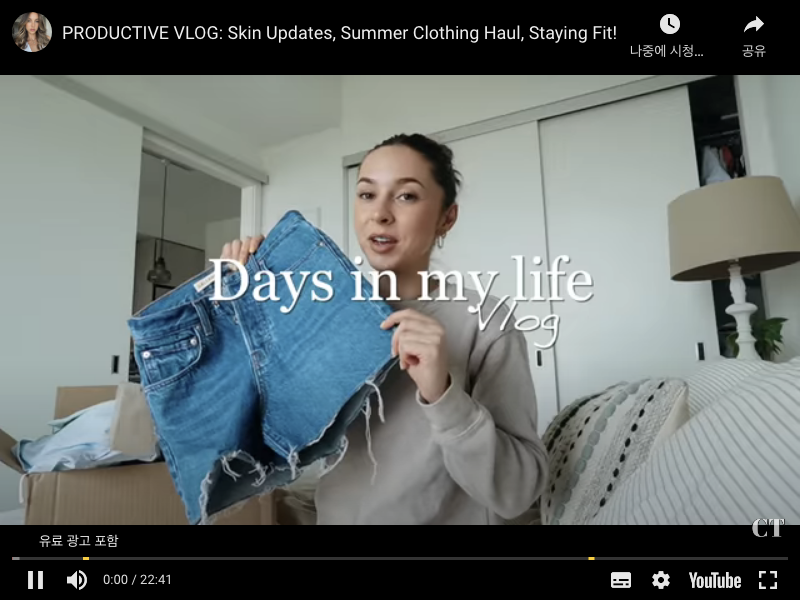 PRODUCTIVE VLOG: Skin Updates, Summer Clothing Haul, Staying Fit!
나중에 시청...
공유
Days in my life
Vlog
CT
유료 광고 포함
0:00 / 22:41
YouTube